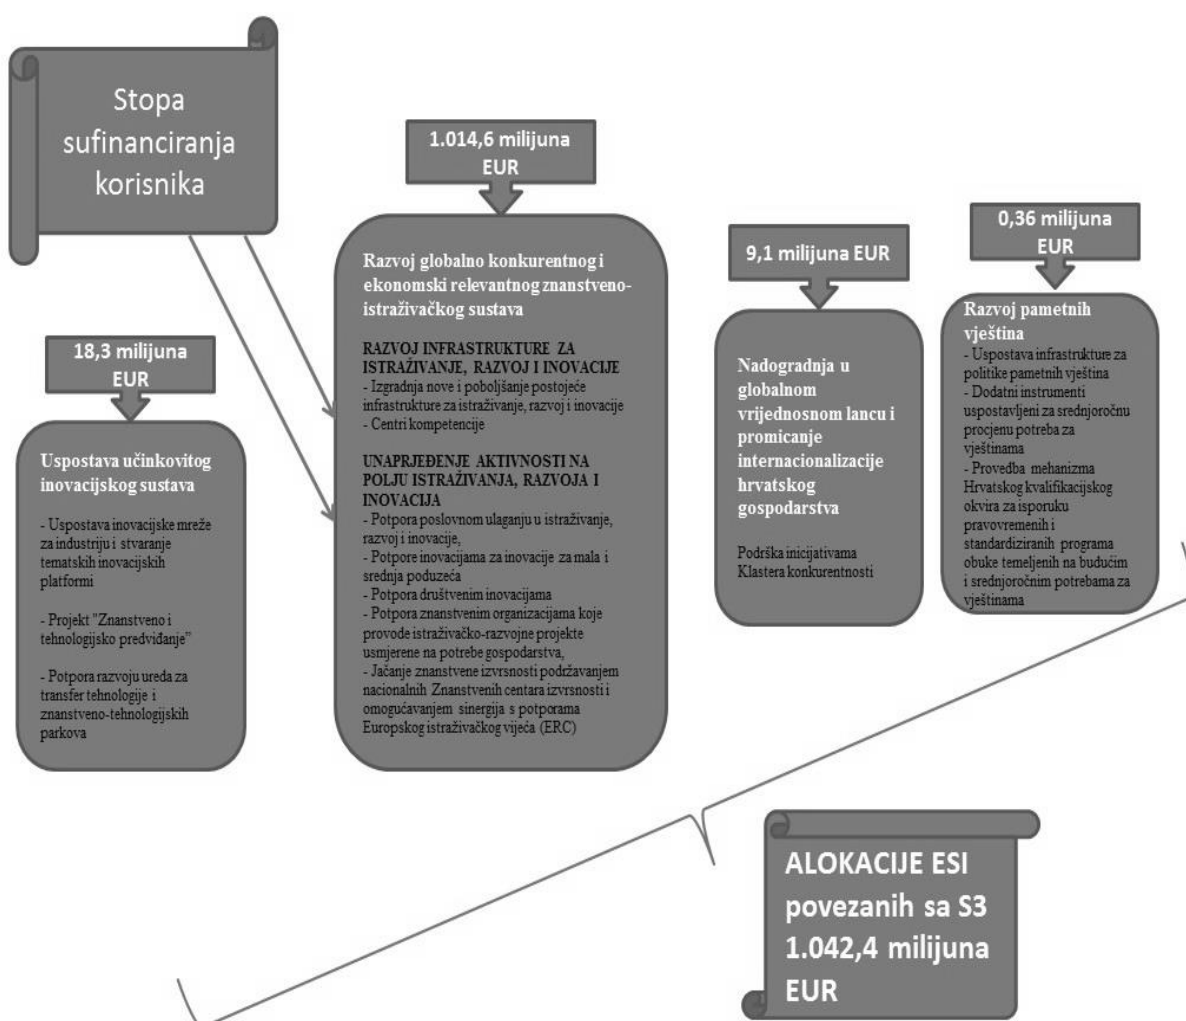 Stopa
sufinanciranja
korisnika
18,3 milijuna
EUR
Uspostava učinkovitog
inovacijskog sustava
- Uspostava inovacijske mreže
za industriju i stvaranje
tematskih inovacijskih
platformi
- Projekt "Znanstveno i
tehnologijsko predviđanje”
- Potpora razvoju ureda za
transfer tehnologije i
znanstveno-tehnologijskih
parkova
1.014,6 milijuna
EUR
Razvoj globalno konkurentnog i
ekonomski relevantnog znanstveno-
istraživačkog sustava
RAZVOJ INFRASTRUKTURE ZA
ISTRAŽIVANJE, RAZVOJ I INOVACIJE
- Izgradnja nove i poboljšanje postojeće
infrastrukture za istraživanje, razvoj i inovacije
- Centri kompetencije
UNAPRJEĐENJE AKTIVNOSTI NA
POLJU ISTRAŽIVANJA, RAZVOJA I
INOVACIJA
- Potpora poslovnom ulaganju u istraživanje,
razvoj i inovacije,
- Potpore inovacijama za inovacije za mala i
srednja poduzeća
- Potpora društvenim inovacijama
- Potpora znanstvenim organizacijama koje
provode istraživačko-razvojne projekte
usmjerene na potrebe gospodarstva,
- Jačanje znanstvene izvrsnosti podržavanjem
nacionalnih Znanstvenih centara izvrsnosti i
omogućavanjem sinergija s potporama
Europskog istraživačkog vijeća (ERC)
9,1 milijuna EUR
Nadogradnja u
globalnom
vrijednosnom lancu i
promicanje
internacionalizacije
hrvatskog
gospodarstva
Podrška inicijativama
Klastera konkurentnosti
0,36 milijuna
EUR
Razvoj pametnih
vještina
- Uspostava infrastrukture za
politike pametnih vještina
- Dodatni instrumenti
uspostavljeni za srednjoročnu
procjenu potreba za
vještinama
- Provedba mehanizma
Hrvatskog kvalifikacijskog
okvira za isporuku
pravovremenih i
standardiziranih programa
obuke temeljenih na budućim
i srednjoročnim potrebama za
vještinama
ALOKACIJE ESI
povezanih sa S3
1.042,4 milijuna
EUR